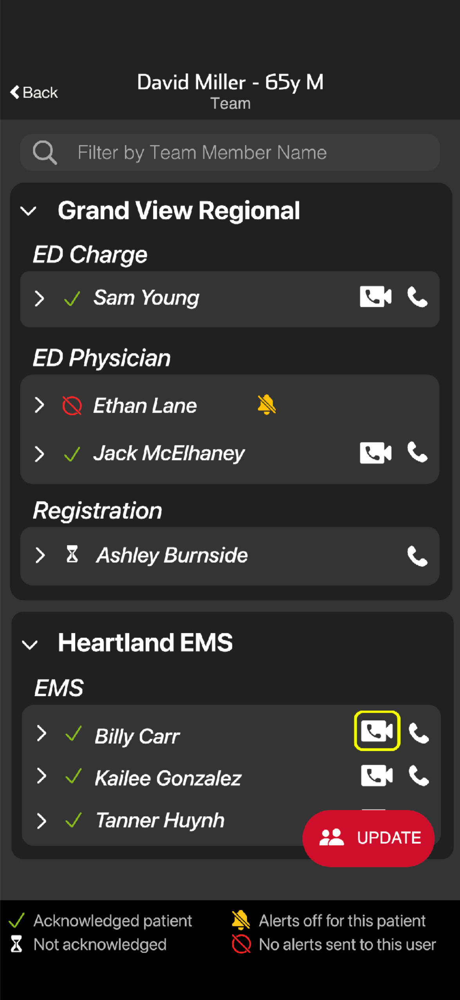 Back
David Miller - 65y M
Team
Filter by Team Member Name
Grand View Regional
ED Charge
Sam Young
ED Physician
Ethan Lane
Jack McElhaney
Registration
Ashley Burnside
Heartland EMS
EMS
Billy Carr
Kailee Gonzalez
Tanner Huynh
UPDATE
Acknowledged patient
Alerts off for this patient
Not acknowledged
No alerts sent to this user